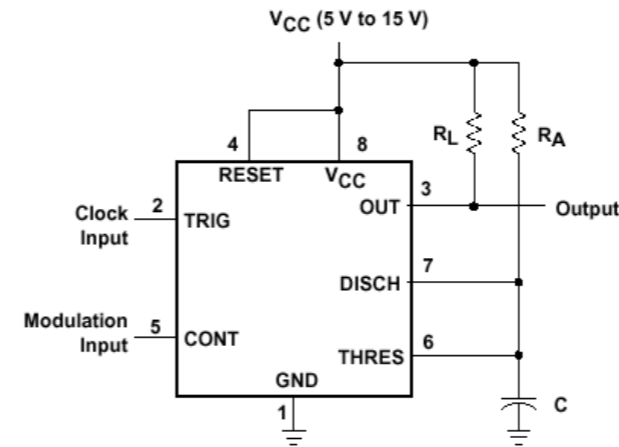 VCC (5 V to 15 V)
RL
RA
4
8
RESET
VCC
3
OUT
Output
Clock
Input
2
TRIG
7
DISCH
Modulation
Input
5
CONT
6
THRES
GND
1
C